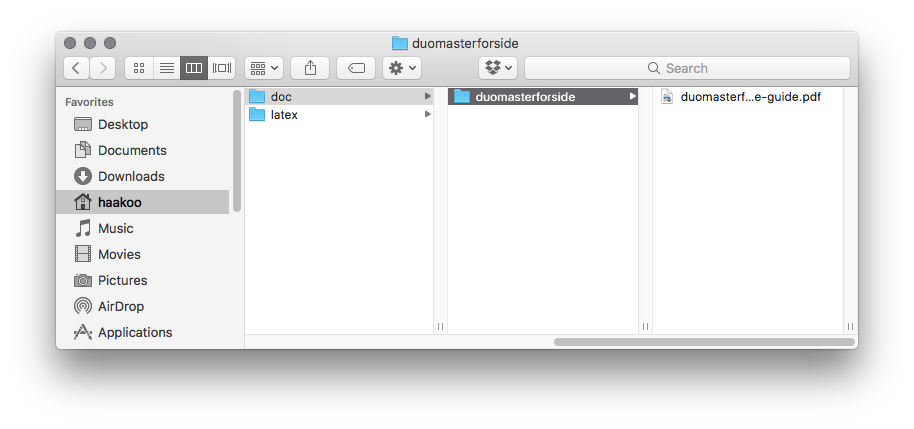 duomasterforside
Search
Favorites
Desktop
Documents
Downloads
haakoo
Music
Movies
Pictures
AirDrop
Applications
doc
latex
duomasterforside
duomasterf...e-guide.pdf